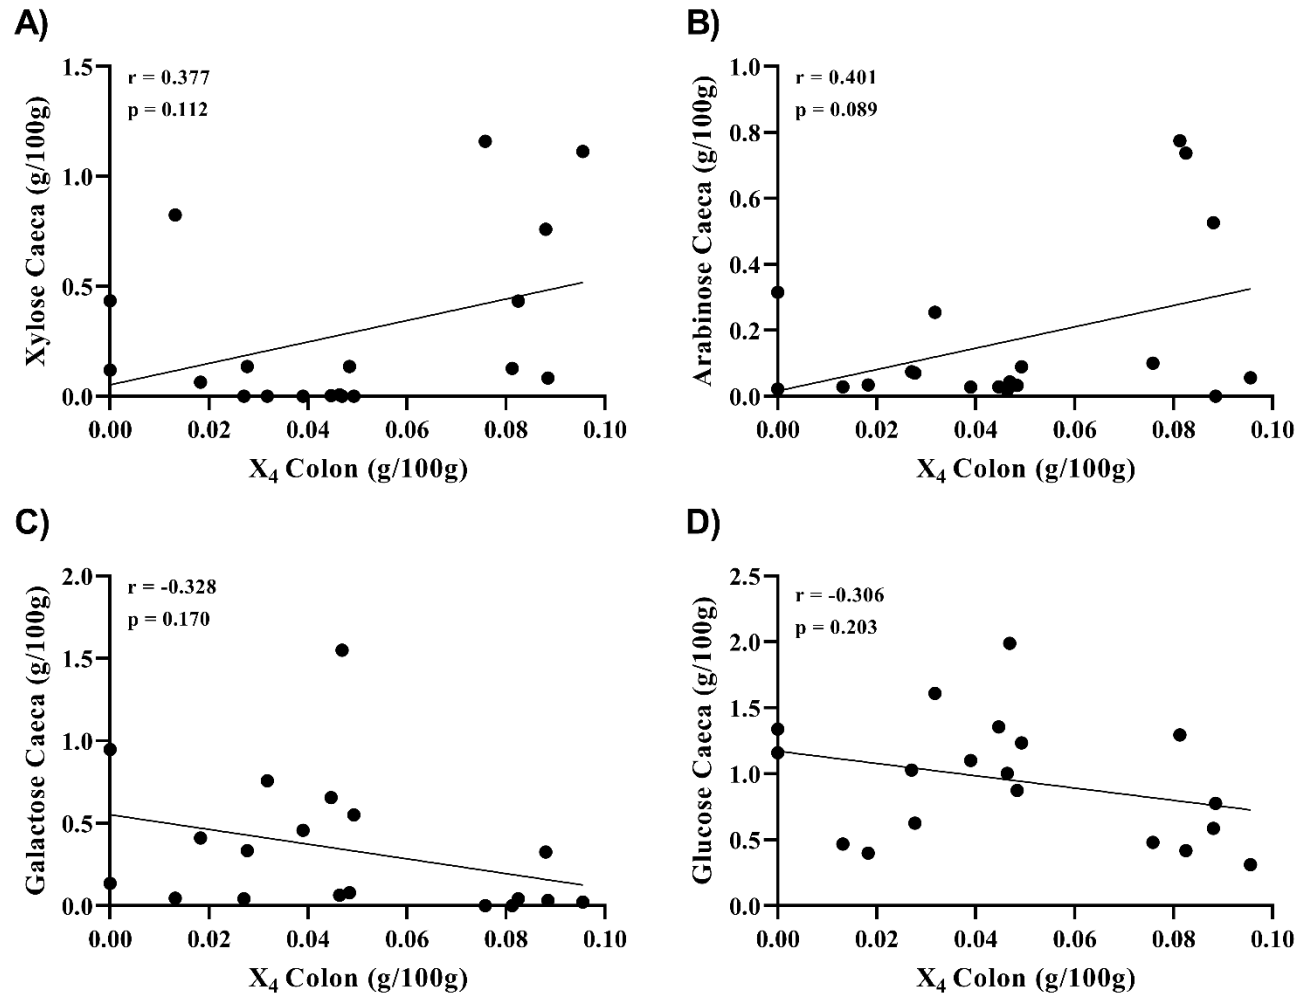 A)
r = 0.377
p = 0.112
Xylose Caeca (g/100g)
1.5
1.0
0.5
0.0
0.00 0.02 0.04 0.06 0.08 0.10
X₄ Colon (g/100g)
B)
r = 0.401
p = 0.089
Arabinose Caeca (g/100g)
1.0
0.8
0.6
0.4
0.2
0.0
0.00 0.02 0.04 0.06 0.08 0.10
X₄ Colon (g/100g)
C)
r = -0.328
p = 0.170
Galactose Caeca (g/100g)
2.0
1.5
1.0
0.5
0.0
0.00 0.02 0.04 0.06 0.08 0.10
X₄ Colon (g/100g)
D)
r = -0.306
p = 0.203
Glucose Caeca (g/100g)
2.5
2.0
1.5
1.0
0.5
0.0
0.00 0.02 0.04 0.06 0.08 0.10
X₄ Colon (g/100g)